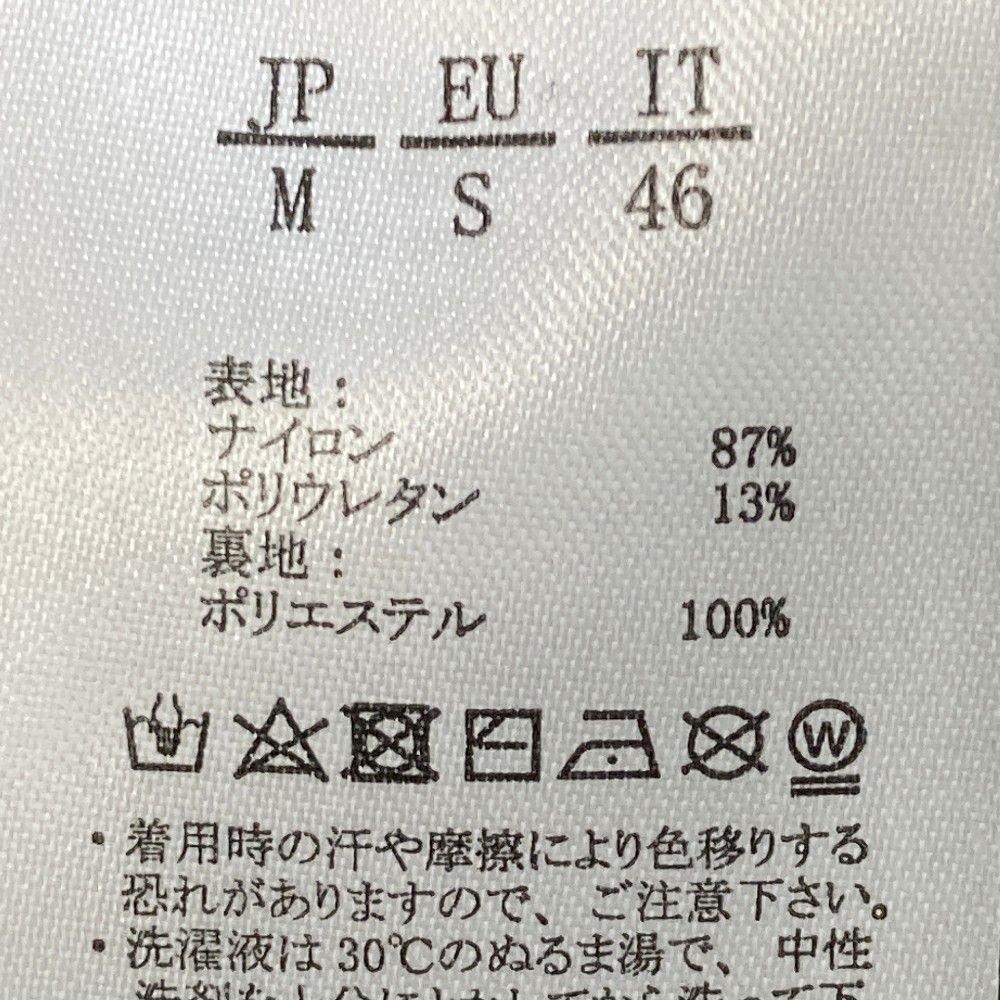 JP EU IT
M S 46
表地：
ナイロン 87%
ポリウレタン 13%
裏地：
ポリエステル 100%
W
・着用時の汗や摩擦により色移りする
恐れがありますので、ご注意下さい。
・洗濯液は30℃のぬるま湯で、中性